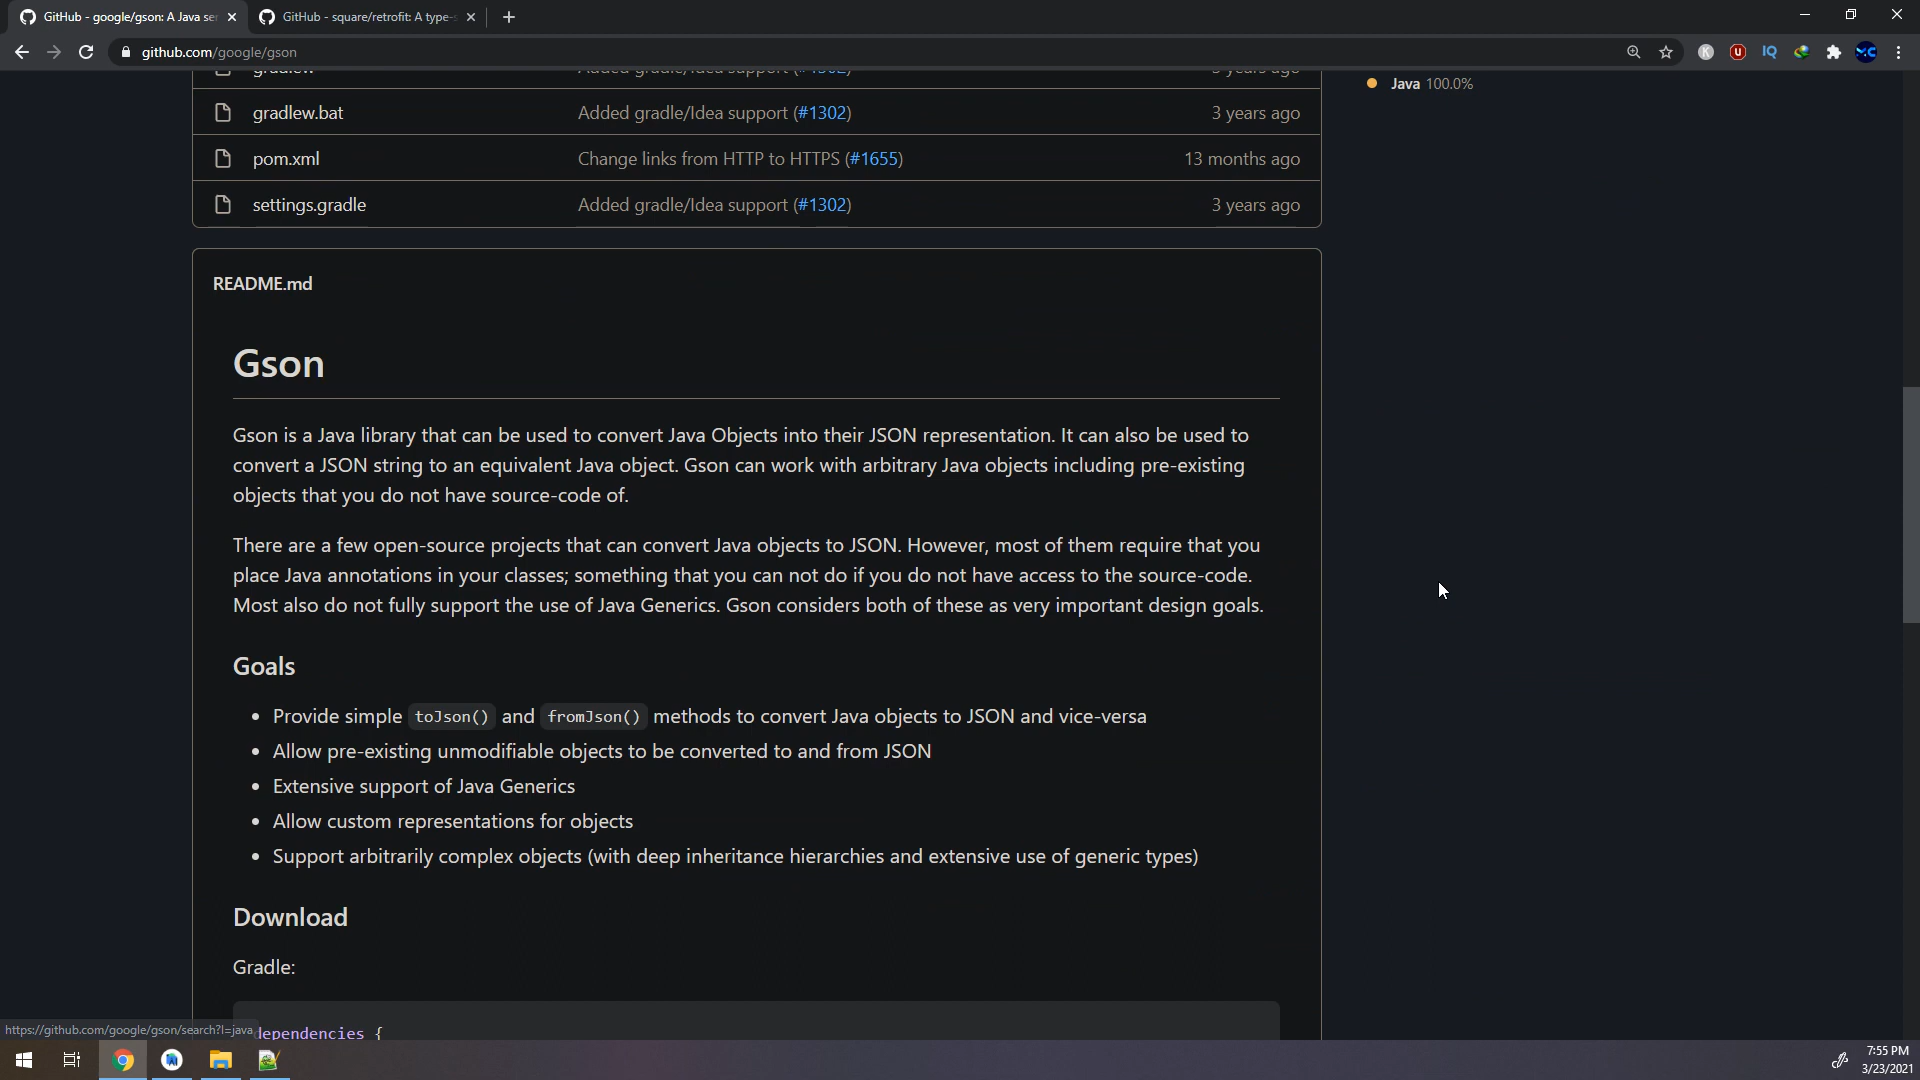 GitHub - google/gson: A Java ser
GitHub - square/retrofit: A type-s
github.com/google/gson
gradlew
Added gradle/Idea support (#1302)
3 years ago
Java 100.0%
gradlew.bat
Added gradle/Idea support (#1302)
3 years ago
pom.xml
Change links from HTTP to HTTPS (#1655)
13 months ago
settings.gradle
Added gradle/Idea support (#1302)
3 years ago
README.md
Gson
Gson is a Java library that can be used to convert Java Objects into their JSON representation. It can also be used to
convert a JSON string to an equivalent Java object. Gson can work with arbitrary Java objects including pre-existing
objects that you do not have source-code of.
There are a few open-source projects that can convert Java objects to JSON. However, most of them require that you
place Java annotations in your classes; something that you can not do if you do not have access to the source-code.
Most also do not fully support the use of Java Generics. Gson considers both of these as very important design goals.
Goals
• Provide simple toJson() and fromJson() methods to convert Java objects to JSON and vice-versa
• Allow pre-existing unmodifiable objects to be converted to and from JSON
• Extensive support of Java Generics
• Allow custom representations for objects
• Support arbitrarily complex objects (with deep inheritance hierarchies and extensive use of generic types)
Download
Gradle:
dependencies {
https://github.com/google/gson/search?l=java
7:55 PM
3/23/2021